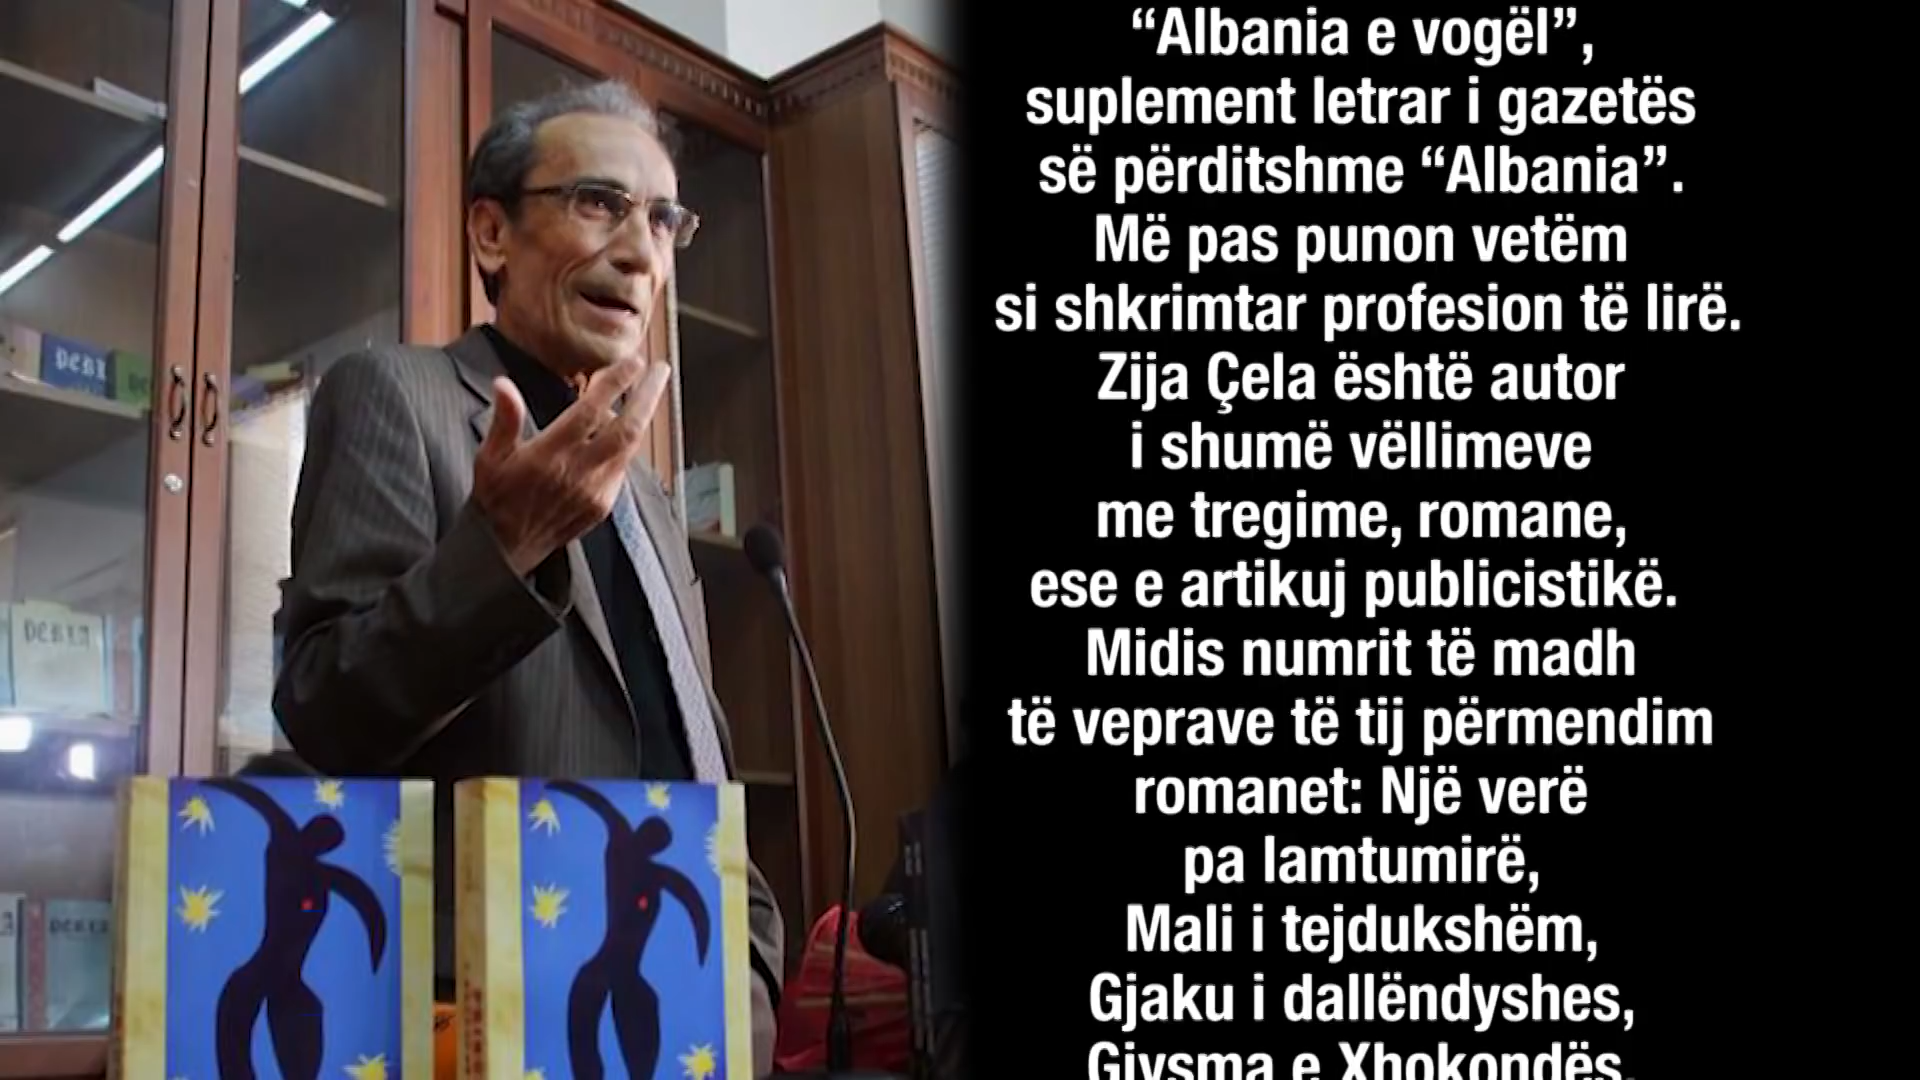 “Albania e vogël”,
suplement letrar i gazetës
së përditshme “Albania”.
Më pas punon vetëm
si shkrimtar profesion të lirë.
Zija Çela është autor
i shumë vëllimeve
me tregime, romane,
ese e artikuj publicistikë.
Midis numrit të madh
të veprave të tij përmendim
romanet: Një verë
pa lamtumirë,
Mali i tejdukshëm,
Gjaku i dallëndyshes,
Gjysma e Xhokondës,